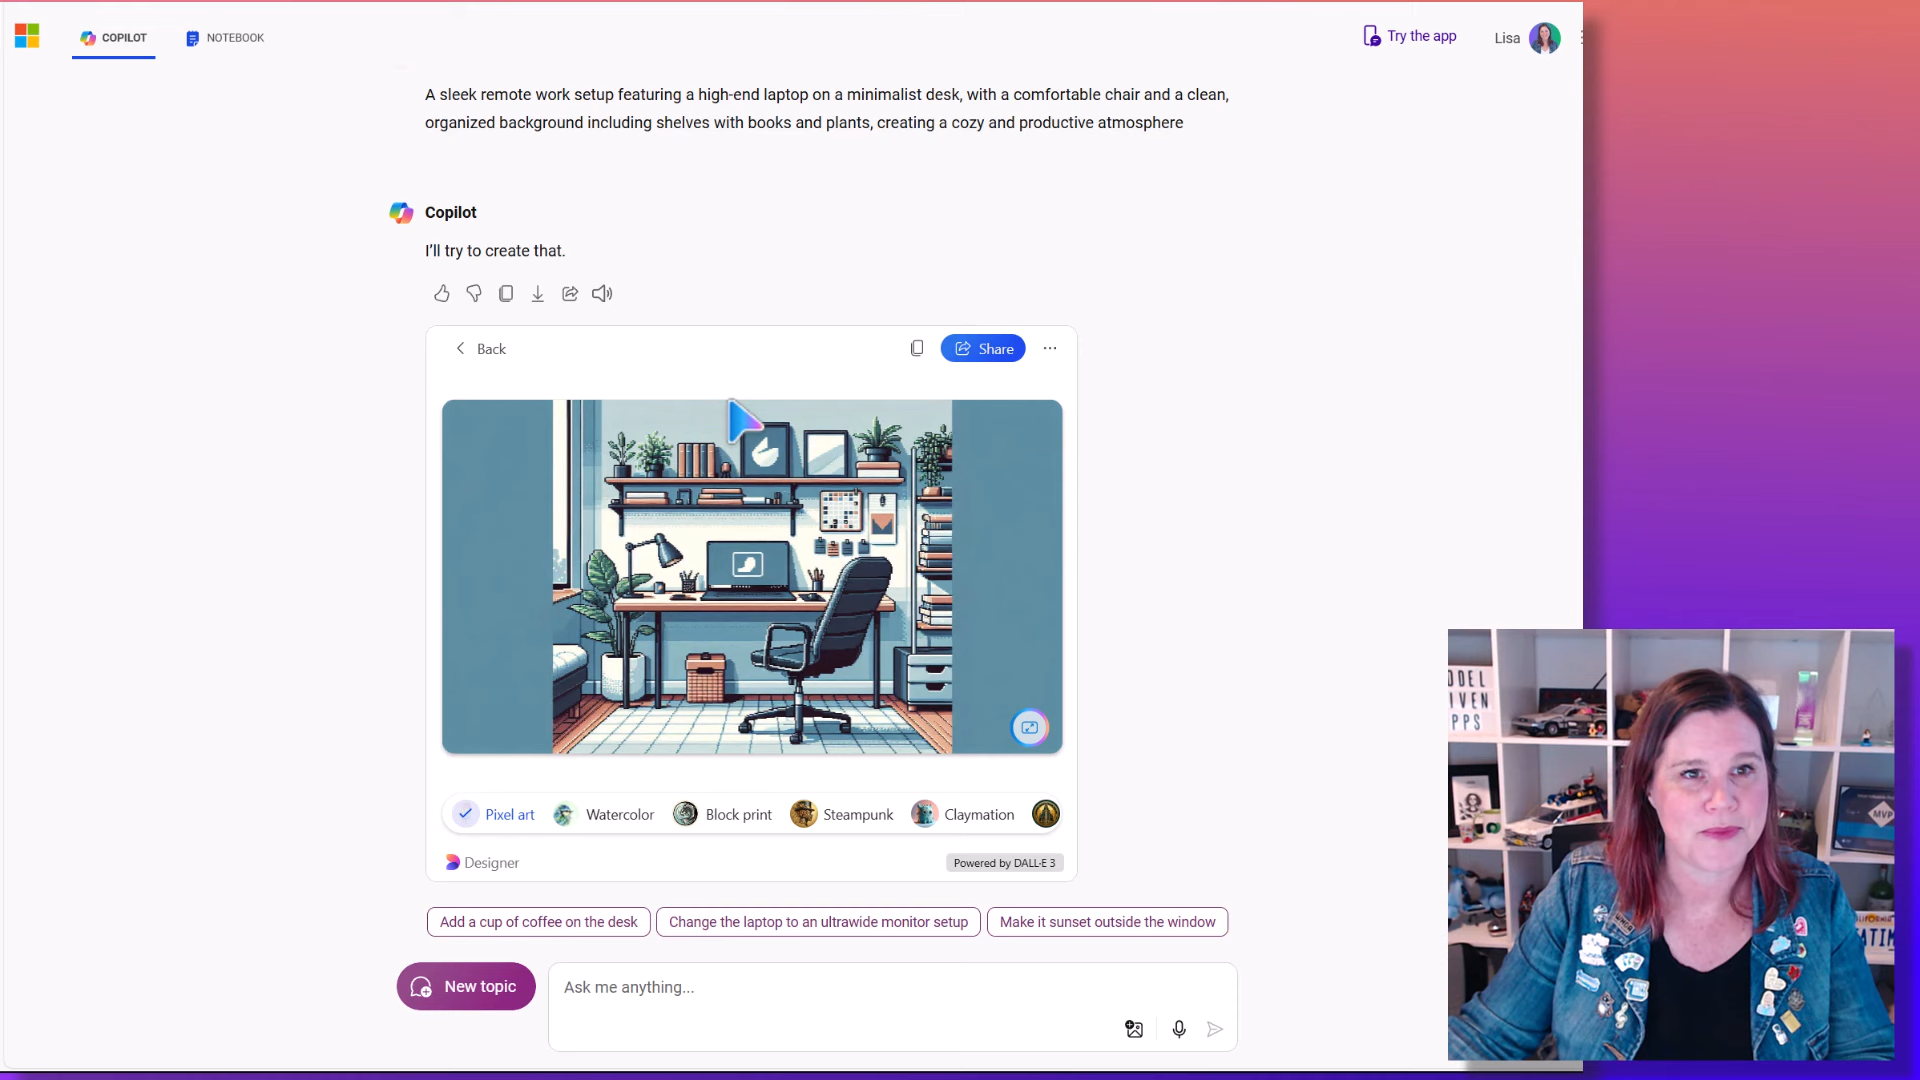 COPILOT
NOTEBOOK
Try the app
Lisa
A sleek remote work setup featuring a high-end laptop on a minimalist desk, with a comfortable chair and a clean,
organized background including shelves with books and plants, creating a cozy and productive atmosphere
Copilot
I'll try to create that.
Back
Share
Pixel art
Watercolor
Block print
Steampunk
Claymation
Designer
Powered by DALL·E 3
Add a cup of coffee on the desk
Change the laptop to an ultrawide monitor setup
Make it sunset outside the window
New topic
Ask me anything...
ODEL
IVEN
PPS
MVP